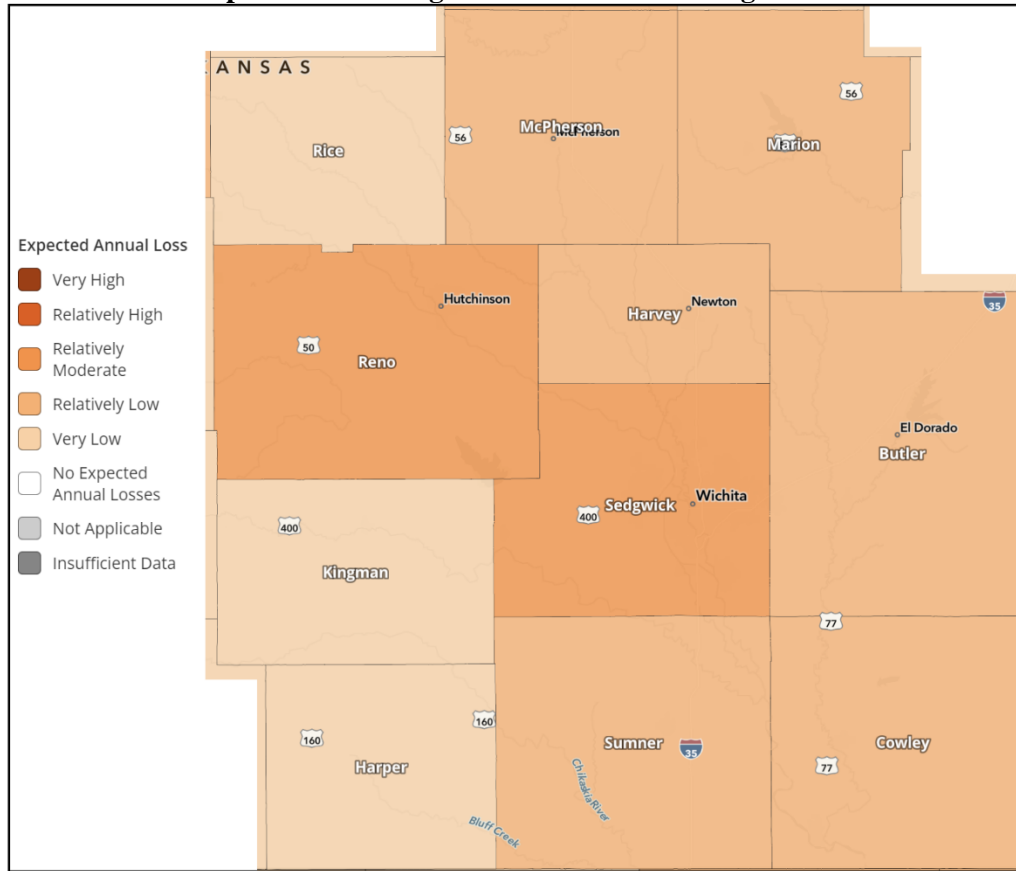 KANSAS
56
56
McPherson
McPherson
Rice
Marion
Expected Annual Loss
Very High
Relatively High
Relatively
Moderate
Relatively Low
Very Low
No Expected
Annual Losses
Not Applicable
Insufficient Data
Hutchinson
Newton
35
Harvey
50
Reno
El Dorado
Butler
Wichita
Sedgwick
400
400
Kingman
77
160
160
Sumner
35
Cowley
77
Harper
Chikaskia River
Bluff Creek